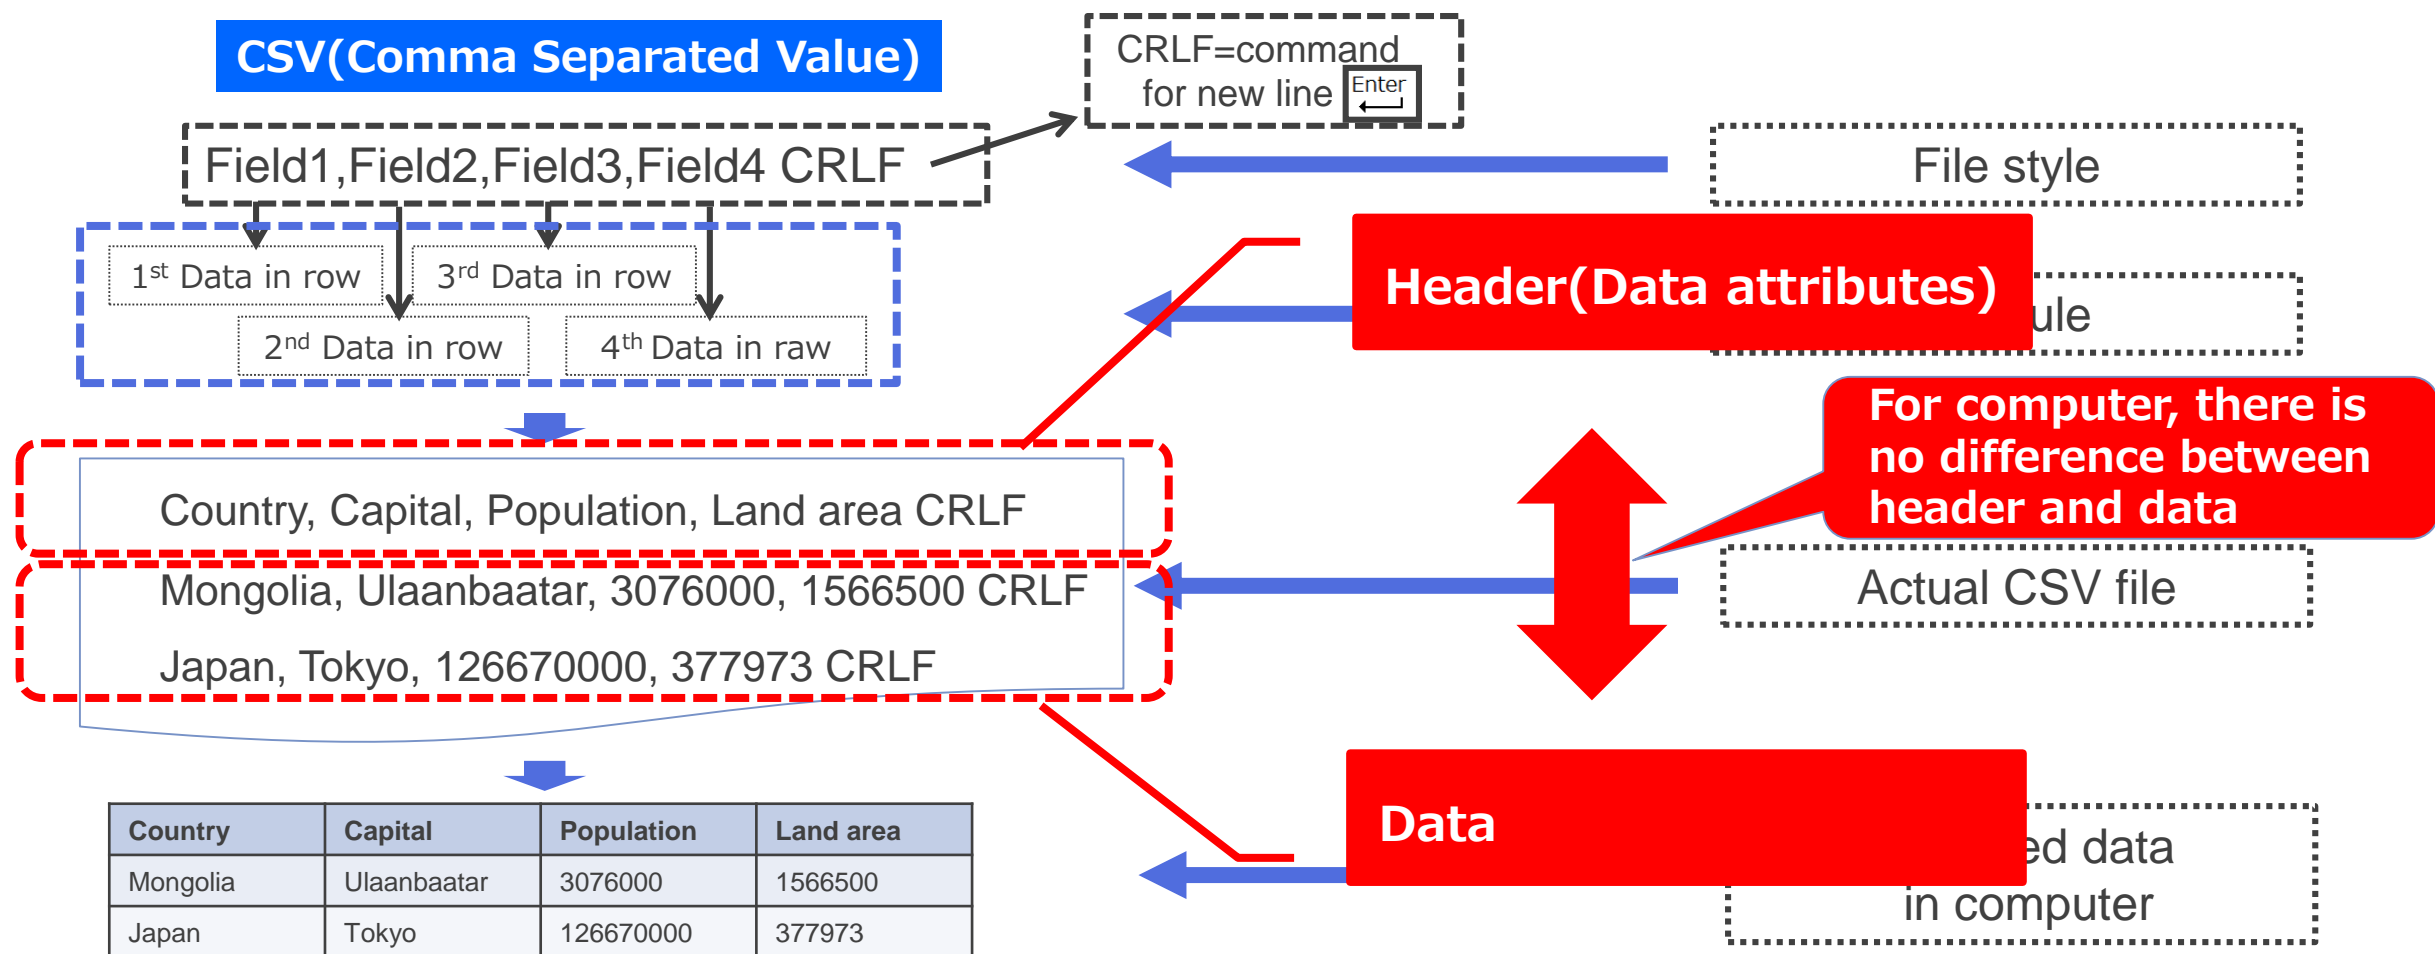 CSV(Comma Separated Value)
CRLF=command
for new line
Enter
Field1,Field2,Field3,Field4 CRLF
File style
1st Data in row
3rd Data in row
2nd Data in row
4th Data in raw
Header(Data attributes)
For computer, there is
no difference between
header and data
Country, Capital, Population, Land area CRLF
Mongolia, Ulaanbaatar, 3076000, 1566500 CRLF
Japan, Tokyo, 126670000, 377973 CRLF
Actual CSV file
Data
data
in computer
Country Capital Population Land area
Mongolia Ulaanbaatar 3076000 1566500
Japan Tokyo 126670000 377973